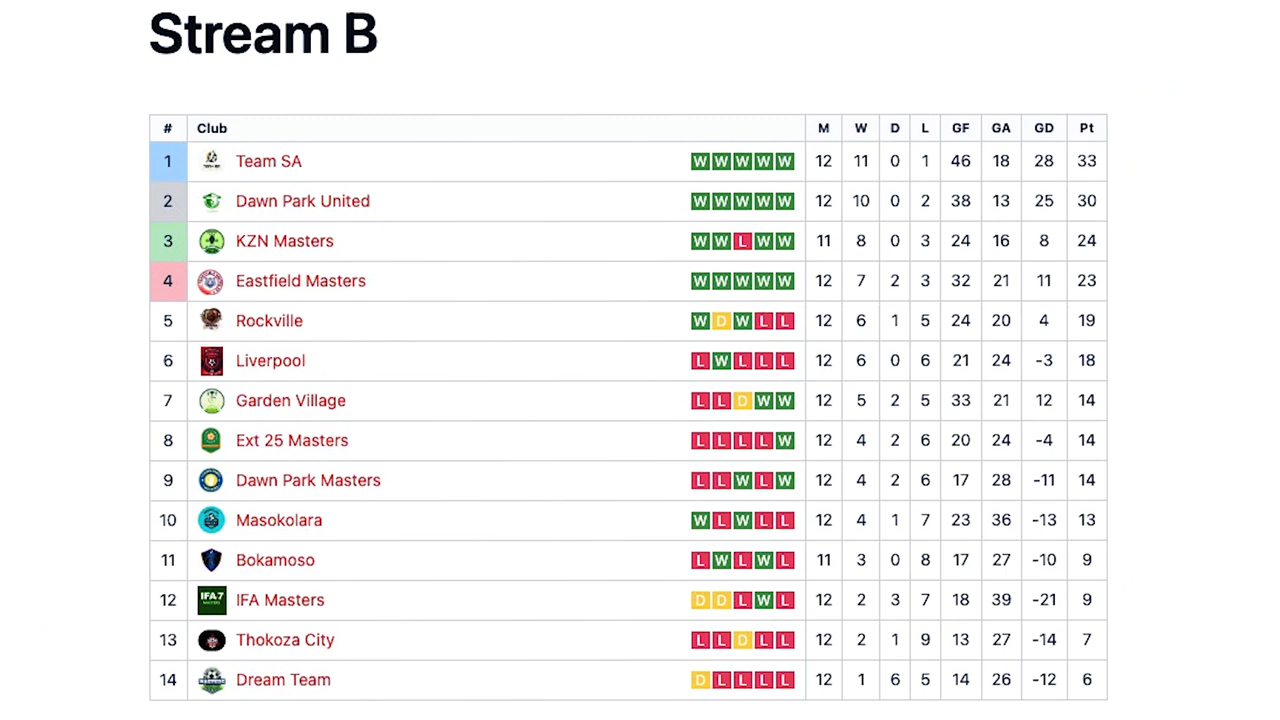 Stream B
# Club M W D L GF GA GD Pt
1 Team SA W W W W W 12 11 0 1 46 18 28 33
2 Dawn Park United W W W W W 12 10 0 2 38 13 25 30
3 KZN Masters W W L W W 11 8 0 3 24 16 8 24
4 Eastfield Masters W W W W W 12 7 2 3 32 21 11 23
5 Rockville W D W L L 12 6 1 5 24 20 4 19
6 Liverpool L W L L L 12 6 0 6 21 24 -3 18
7 Garden Village L L D W W 12 5 2 5 33 21 12 14
8 Ext 25 Masters L L L L W 12 4 2 6 20 24 -4 14
9 Dawn Park Masters L L W L W 12 4 2 6 17 28 -11 14
10 Masokolara W L W L L 12 4 1 7 23 36 -13 13
11 Bokamoso L W L W L 11 3 0 8 17 27 -10 9
12 IFA7 IFA Masters D D L W L 12 2 3 7 18 39 -21 9
13 Thokoza City L L D L L 12 2 1 9 13 27 -14 7
14 Dream Team D L L L L 12 1 6 5 14 26 -12 6